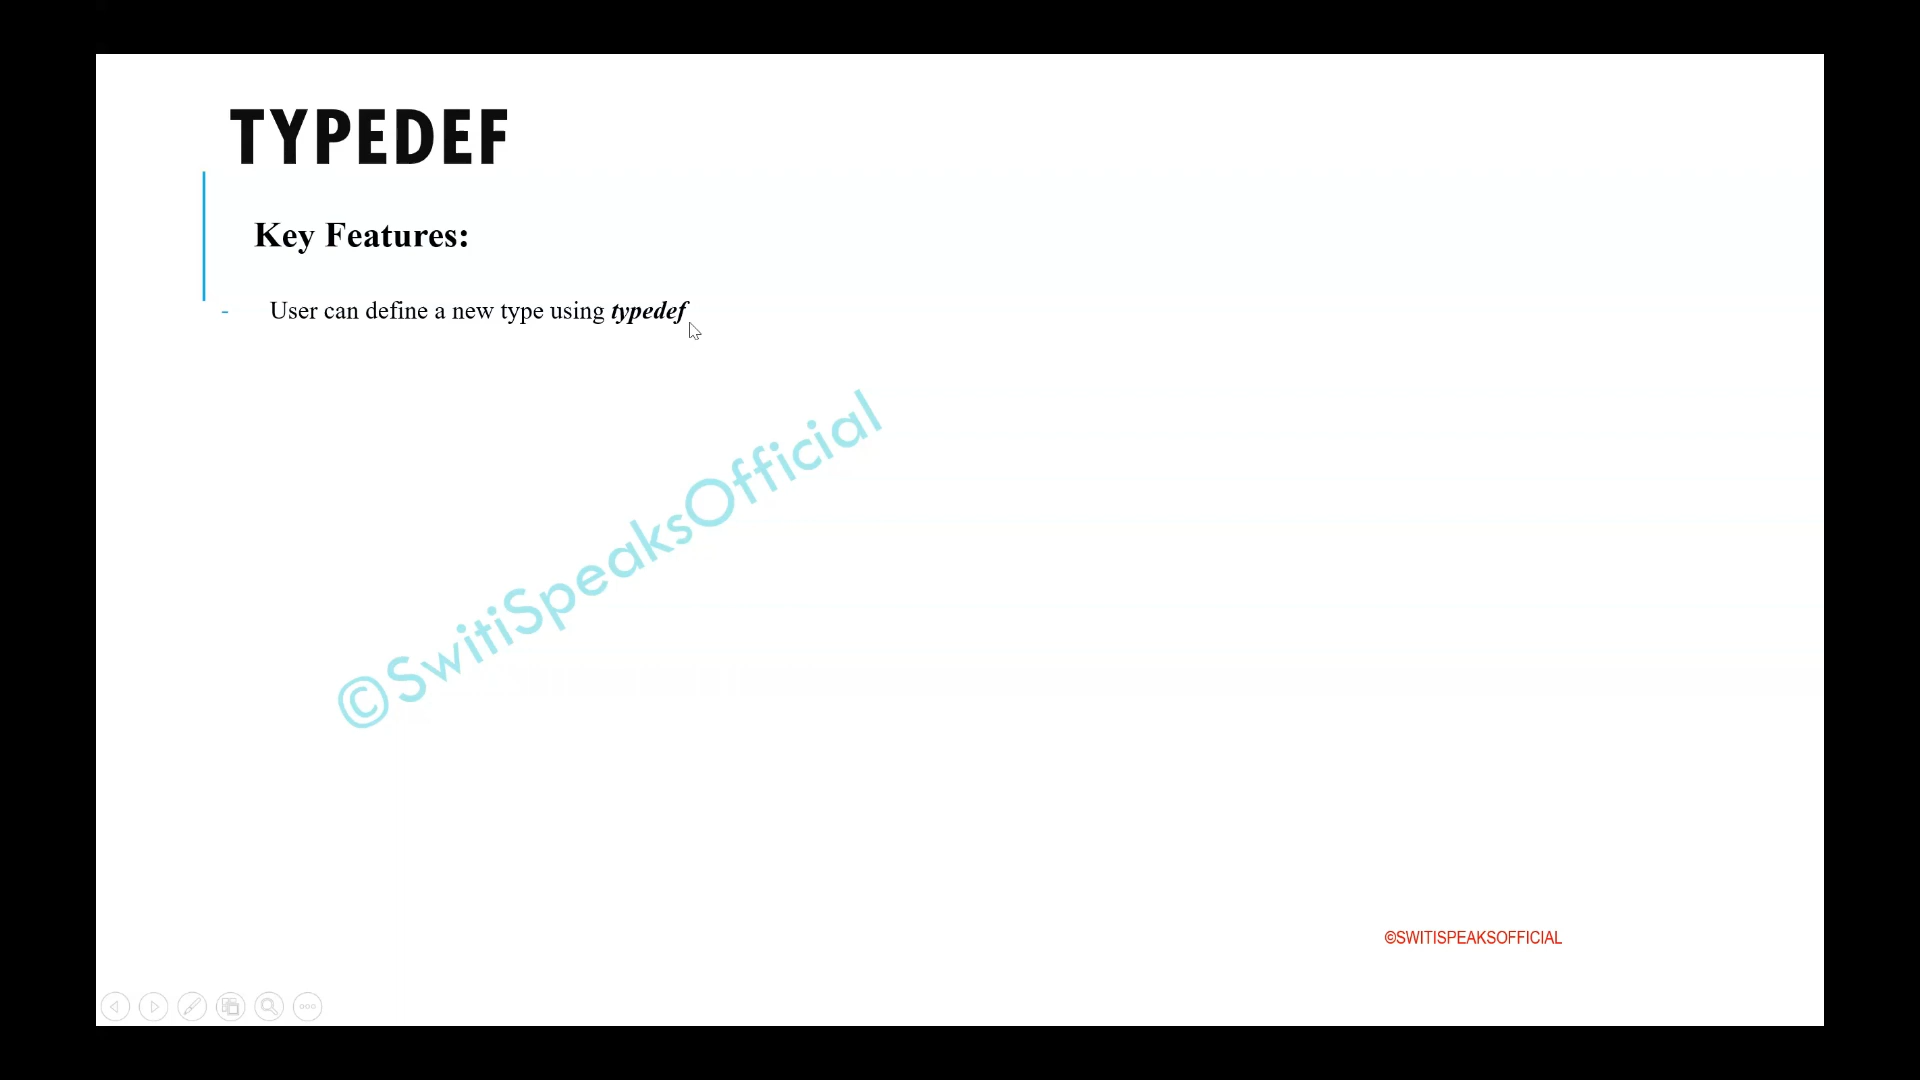 TYPEDEF
Key Features:
- User can define a new type using typedef
©SwitiSpeaksOfficial
©SWITISPEAKSOFFICIAL